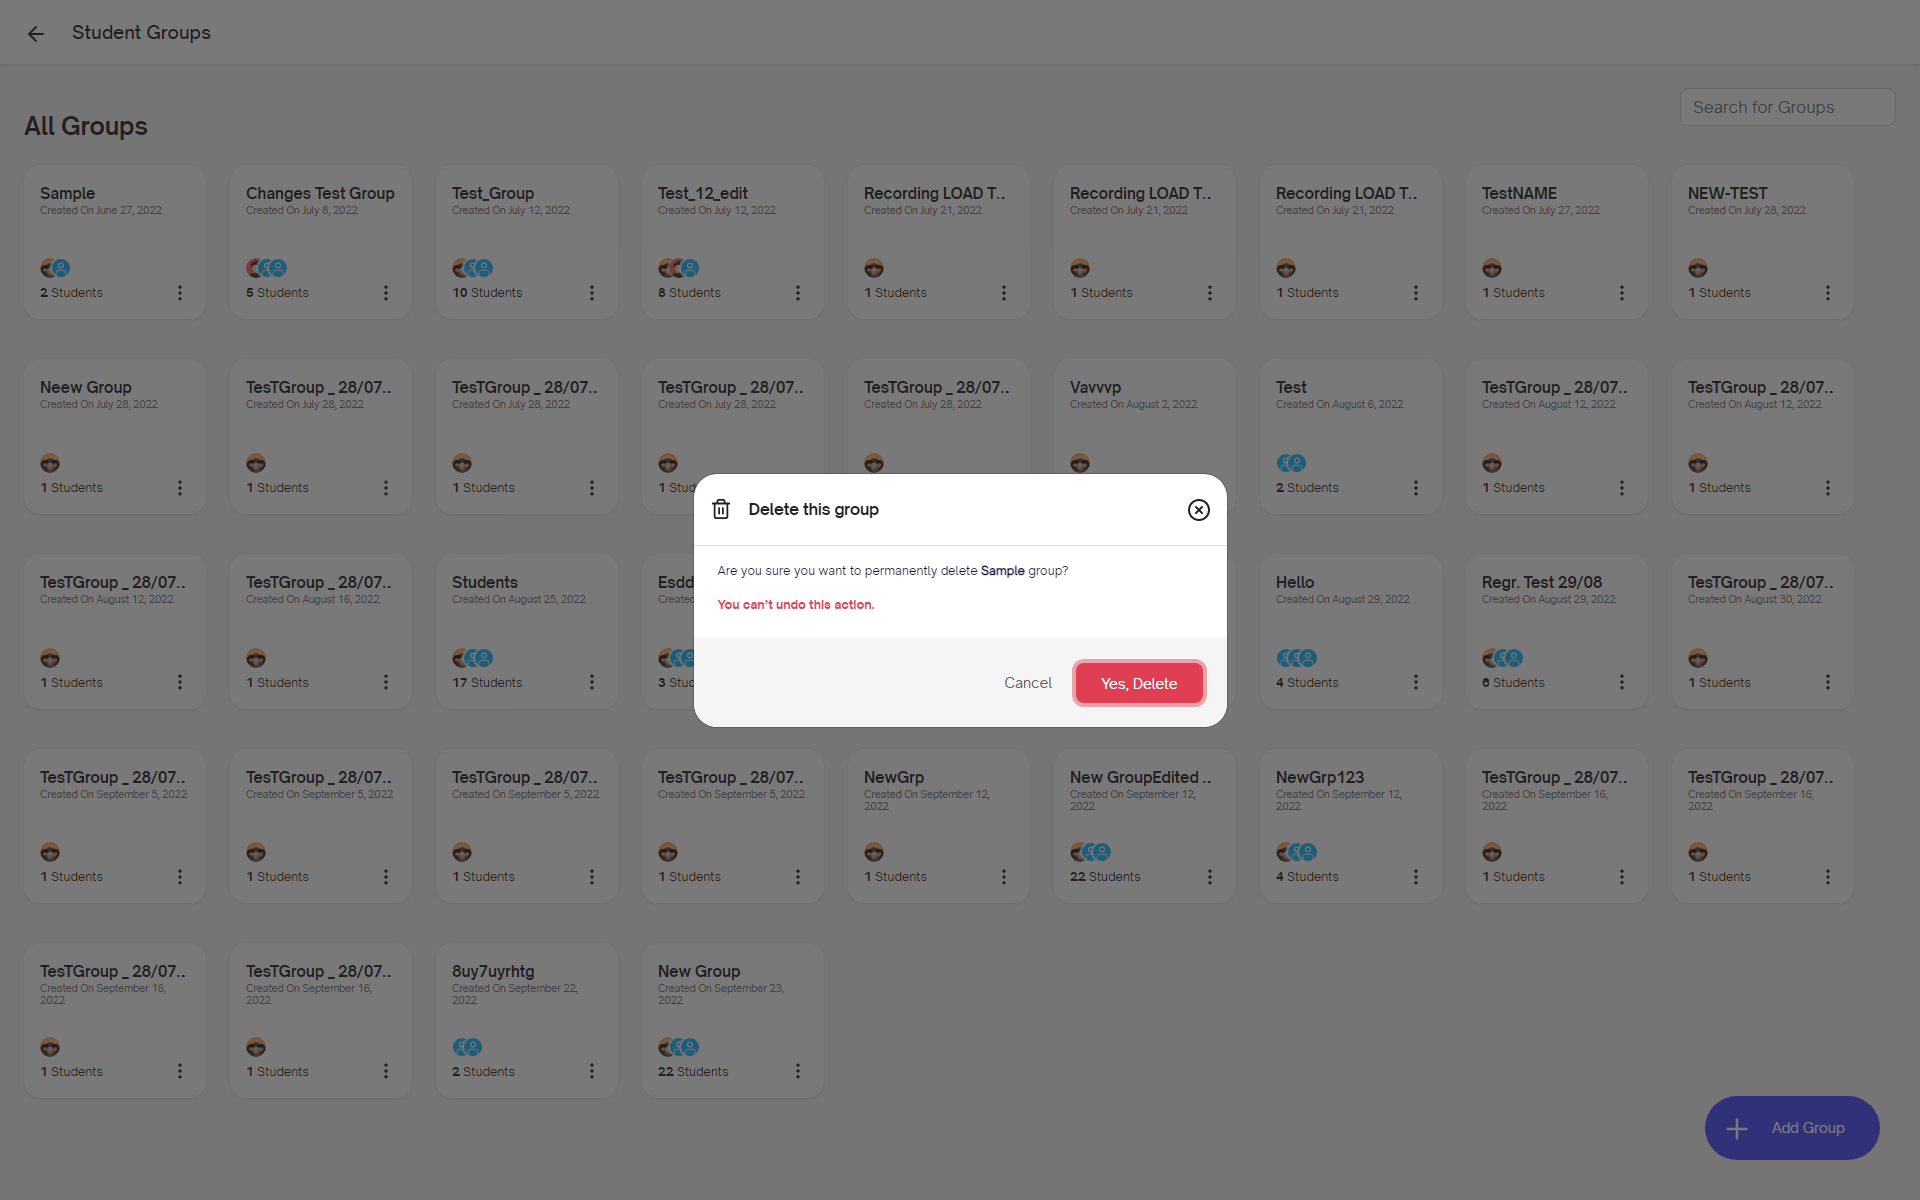 Student Groups
All Groups
Search for Groups
Sample
Created On June 27, 2022
2 Students
Changes Test Group
Created On July 8, 2022
5 Students
Test_Group
Created On July 12, 2022
10 Students
Test_12_edit
Created On July 12, 2022
8 Students
Recording LOAD T..
Created On July 21, 2022
1 Students
Recording LOAD T..
Created On July 21, 2022
1 Students
Recording LOAD T..
Created On July 21, 2022
1 Students
TestNAME
Created On July 27, 2022
1 Students
NEW-TEST
Created On July 28, 2022
1 Students
Neew Group
Created On July 28, 2022
1 Students
TesTGroup _ 28/07..
Created On July 28, 2022
1 Students
TesTGroup _ 28/07..
Created On July 28, 2022
1 Students
TesTGroup _ 28/07..
Created On July 28, 2022
1 Stud
TesTGroup _ 28/07..
Created On July 28, 2022
Vavvvp
Created On August 2, 2022
Test
Created On August 6, 2022
2 Students
TesTGroup _ 28/07..
Created On August 12, 2022
1 Students
TesTGroup _ 28/07..
Created On August 12, 2022
1 Students
Delete this group
Are you sure you want to permanently delete Sample group?
You can't undo this action.
Cancel
Yes, Delete
TesTGroup _ 28/07..
Created On August 12, 2022
1 Students
TesTGroup _ 28/07..
Created On August 16, 2022
1 Students
Students
Created On August 25, 2022
17 Students
Esdd
Created
3 Stud
Hello
Created On August 29, 2022
4 Students
Regr. Test 29/08
Created On August 29, 2022
6 Students
TesTGroup _ 28/07..
Created On August 30, 2022
1 Students
TesTGroup _ 28/07..
Created On September 5, 2022
1 Students
TesTGroup _ 28/07..
Created On September 5, 2022
1 Students
TesTGroup _ 28/07..
Created On September 5, 2022
1 Students
TesTGroup _ 28/07..
Created On September 5, 2022
1 Students
NewGrp
Created On September 12,
2022
1 Students
New GroupEdited ..
Created On September 12,
2022
22 Students
NewGrp123
Created On September 12,
2022
4 Students
TesTGroup _ 28/07..
Created On September 16,
2022
1 Students
TesTGroup _ 28/07..
Created On September 16,
2022
1 Students
TesTGroup _ 28/07..
Created On September 16,
2022
1 Students
TesTGroup _ 28/07..
Created On September 16,
2022
1 Students
8uy7uyrhtg
Created On September 22,
2022
2 Students
New Group
Created On September 23,
2022
22 Students
Add Group